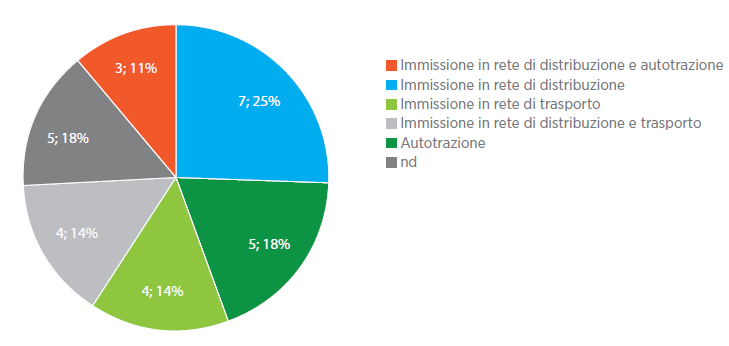 3; 11%
7; 25%
5; 18%
4; 14%
5; 18%
4; 14%
Immissione in rete di distribuzione e autotrazione
Immissione in rete di distribuzione
Immissione in rete di trasporto
Immissione in rete di distribuzione e trasporto
Autotrazione
nd